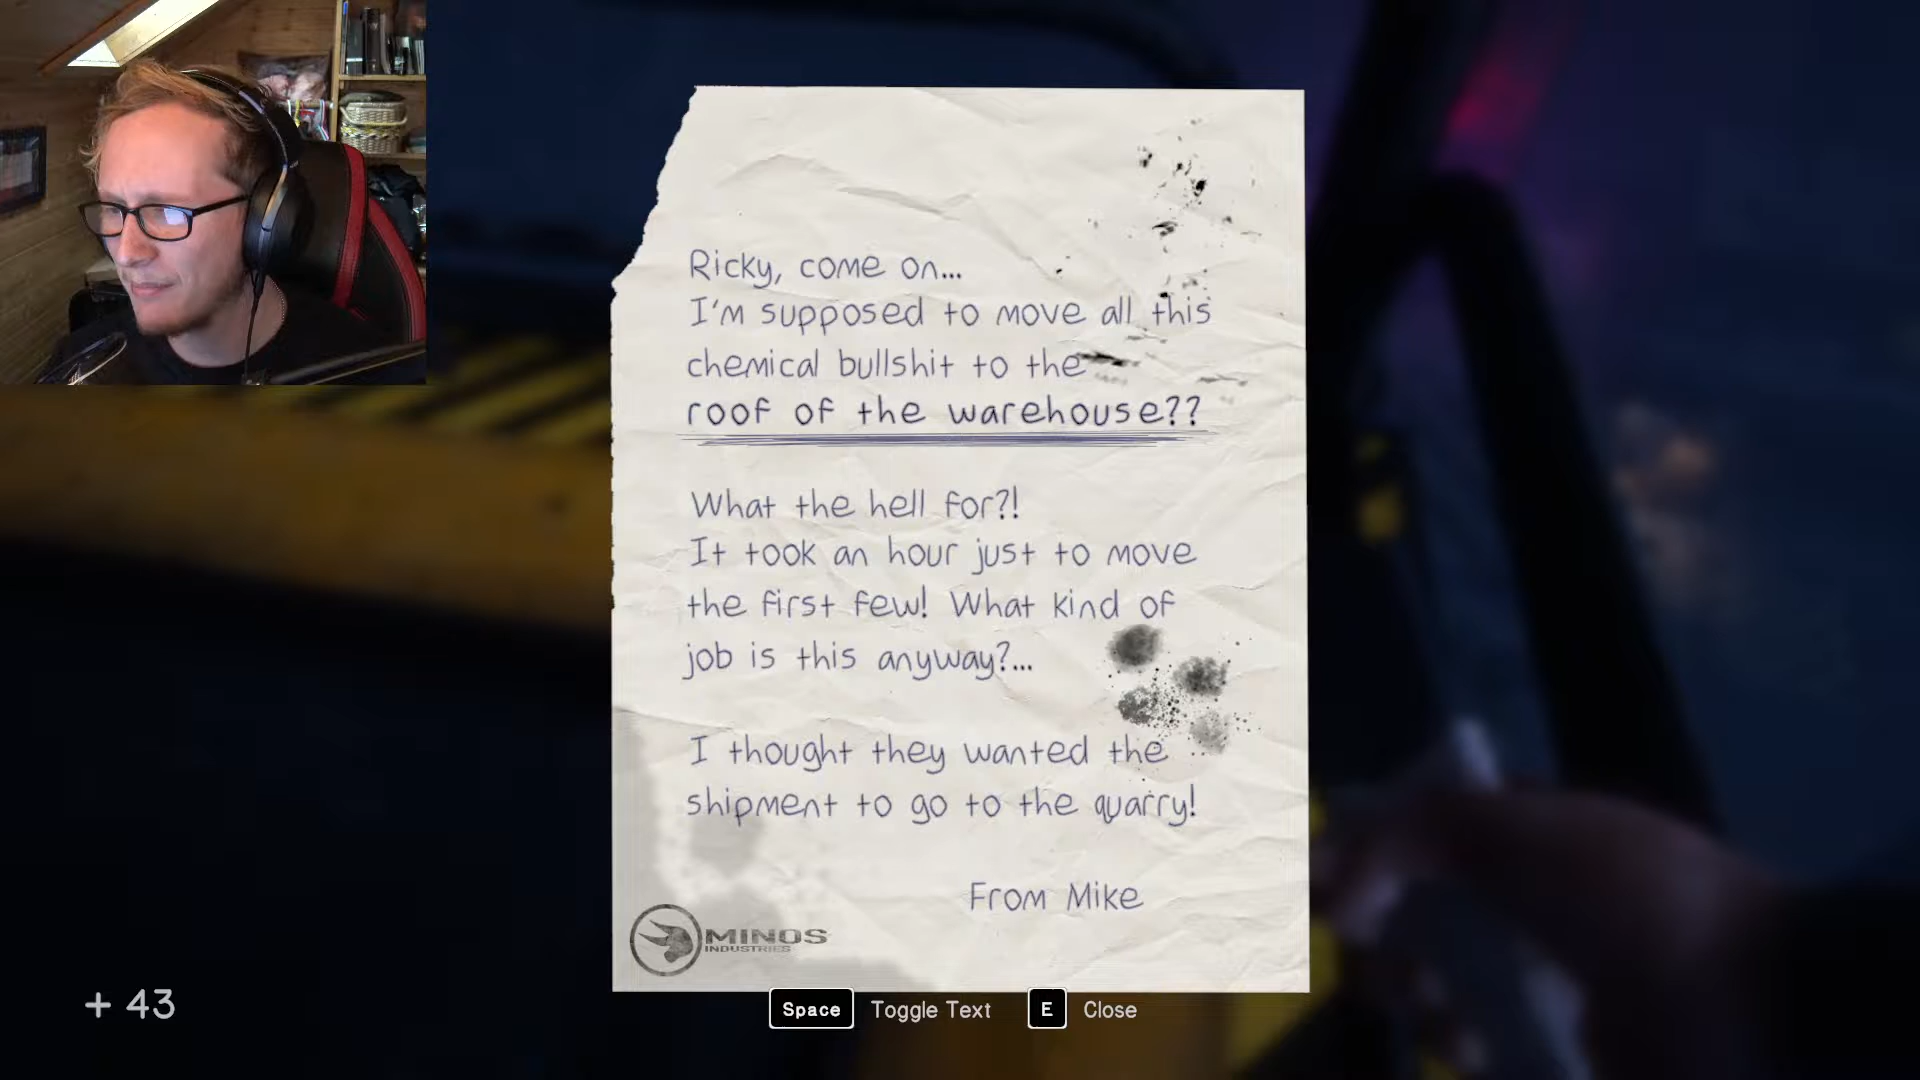 Ricky, come on...
I'm supposed to move all this
chemical bullshit to the
roof of the warehouse??
What the hell for?!
It took an hour just to move
the first few! What kind of
job is this anyway?...
I thought they wanted the
shipment to go to the quarry!
From Mike
MINOS
INDUSTRIES
+ 43
Space Toggle Text E Close